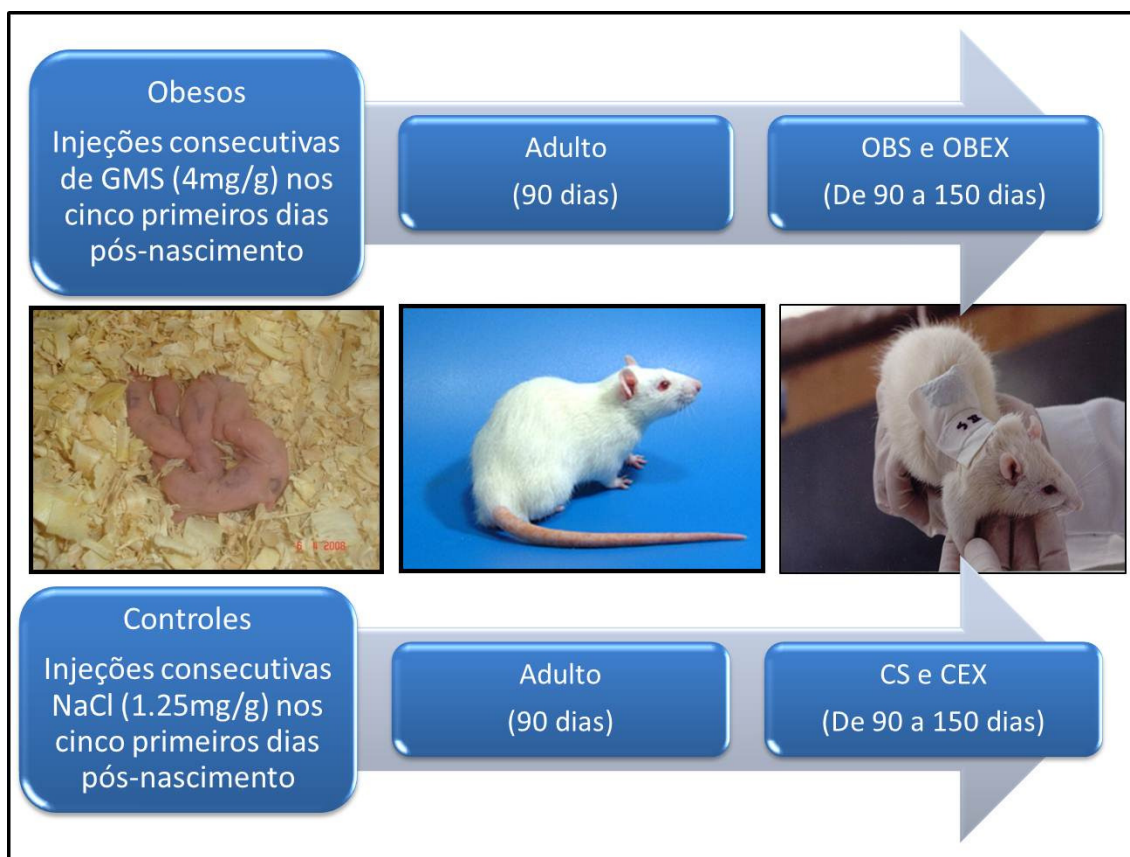 Obesos
Injeções consecutivas
de GMS (4mg/g) nos
cinco primeiros dias
pós-nascimento
Adulto
(90 dias)
OBS e OBEX
(De 90 a 150 dias)
Controles
Injeções consecutivas
NaCl (1.25mg/g) nos
cinco primeiros dias
pós-nascimento
Adulto
(90 dias)
CS e CEX
(De 90 a 150 dias)